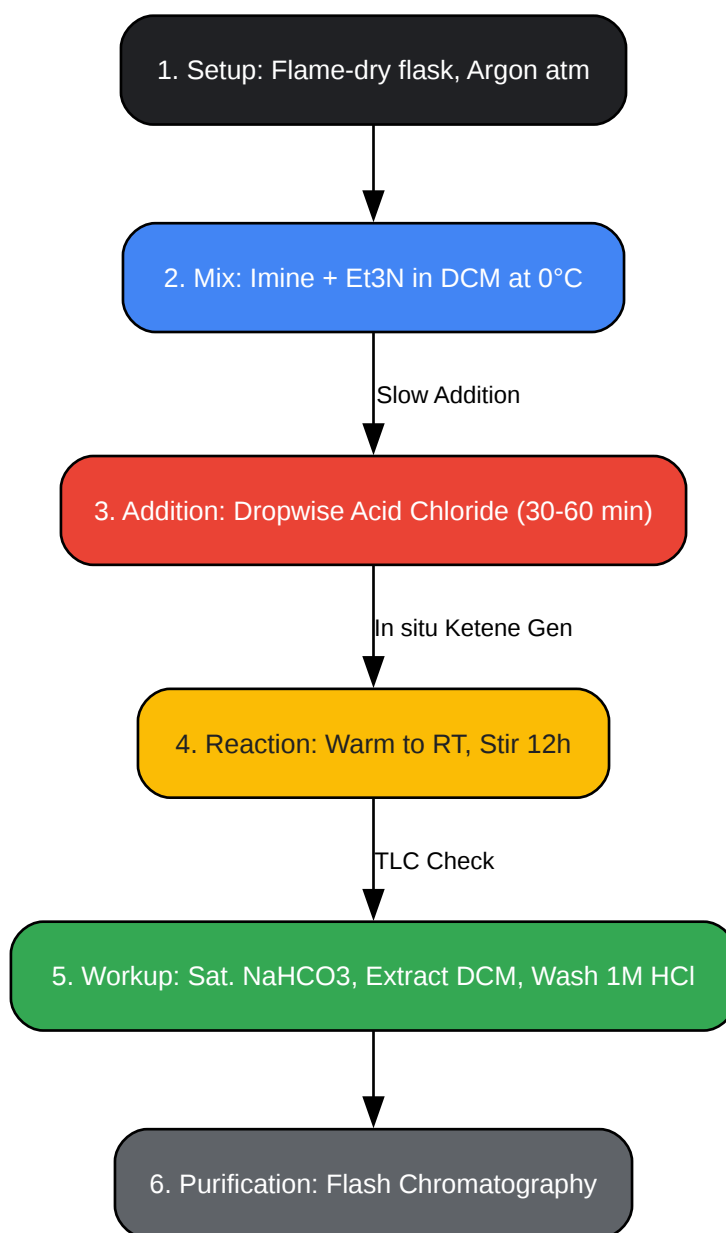 1. Setup: Flame-dry flask, Argon atm
2. Mix: Imine + Et3N in DCM at 0°C
Slow Addition
3. Addition: Dropwise Acid Chloride (30-60 min)
In situ Ketene Gen
4. Reaction: Warm to RT, Stir 12h
TLC Check
5. Workup: Sat. NaHCO3, Extract DCM, Wash 1M HCl
6. Purification: Flash Chromatography